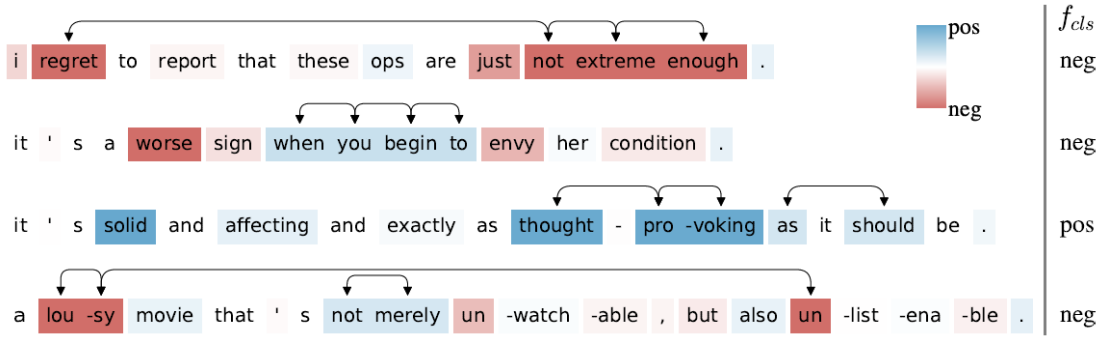 f_cls
pos
i regret to report that these ops are just not extreme enough . neg
neg
it ' s a worse sign when you begin to envy her condition . neg
it ' s solid and affecting and exactly as thought - pro -voking as it should be . pos
a lou -sy movie that ' s not merely un -watch -able , but also un -list -ena -ble . neg